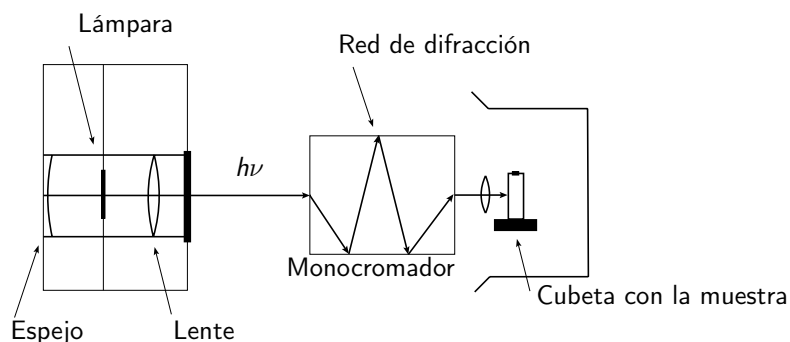 Lámpara
Red de difracción
hν
Monocromador
Cubeta con la muestra
Espejo
Lente